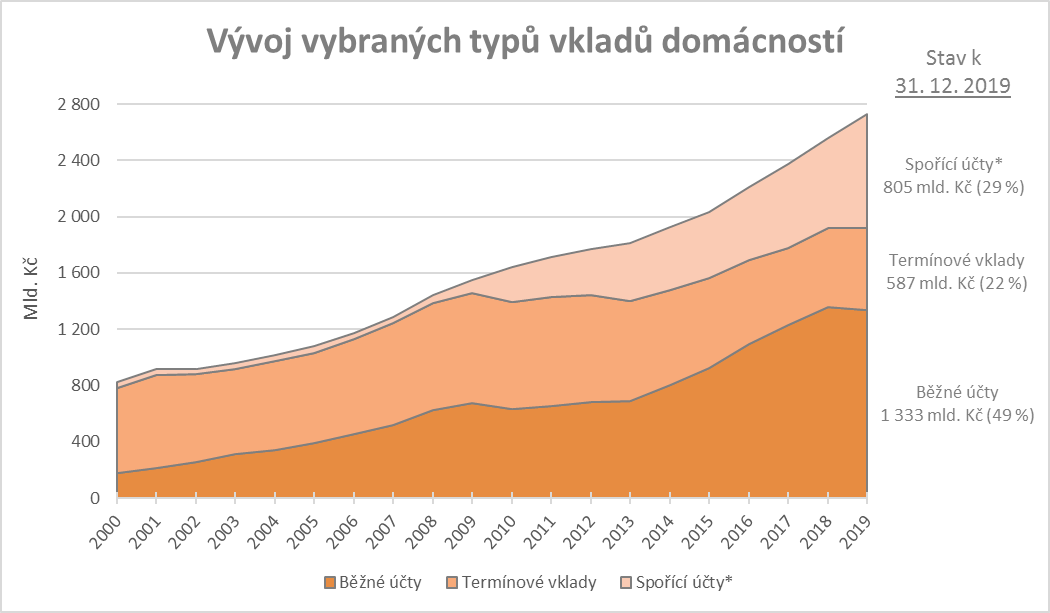 Vývoj vybraných typů vkladů domácností
Stav k
31. 12. 2019
Mld. Kč
2 800
2 400
2 000
1 600
1 200
800
400
0
Spořící účty*
805 mld. Kč (29 %)
Termínové vklady
587 mld. Kč (22 %)
Běžné účty
1 333 mld. Kč (49 %)
2000
2001
2002
2003
2004
2005
2006
2007
2008
2009
2010
2011
2012
2013
2014
2015
2016
2017
2018
2019
Běžné účty
Termínové vklady
Spořící účty*